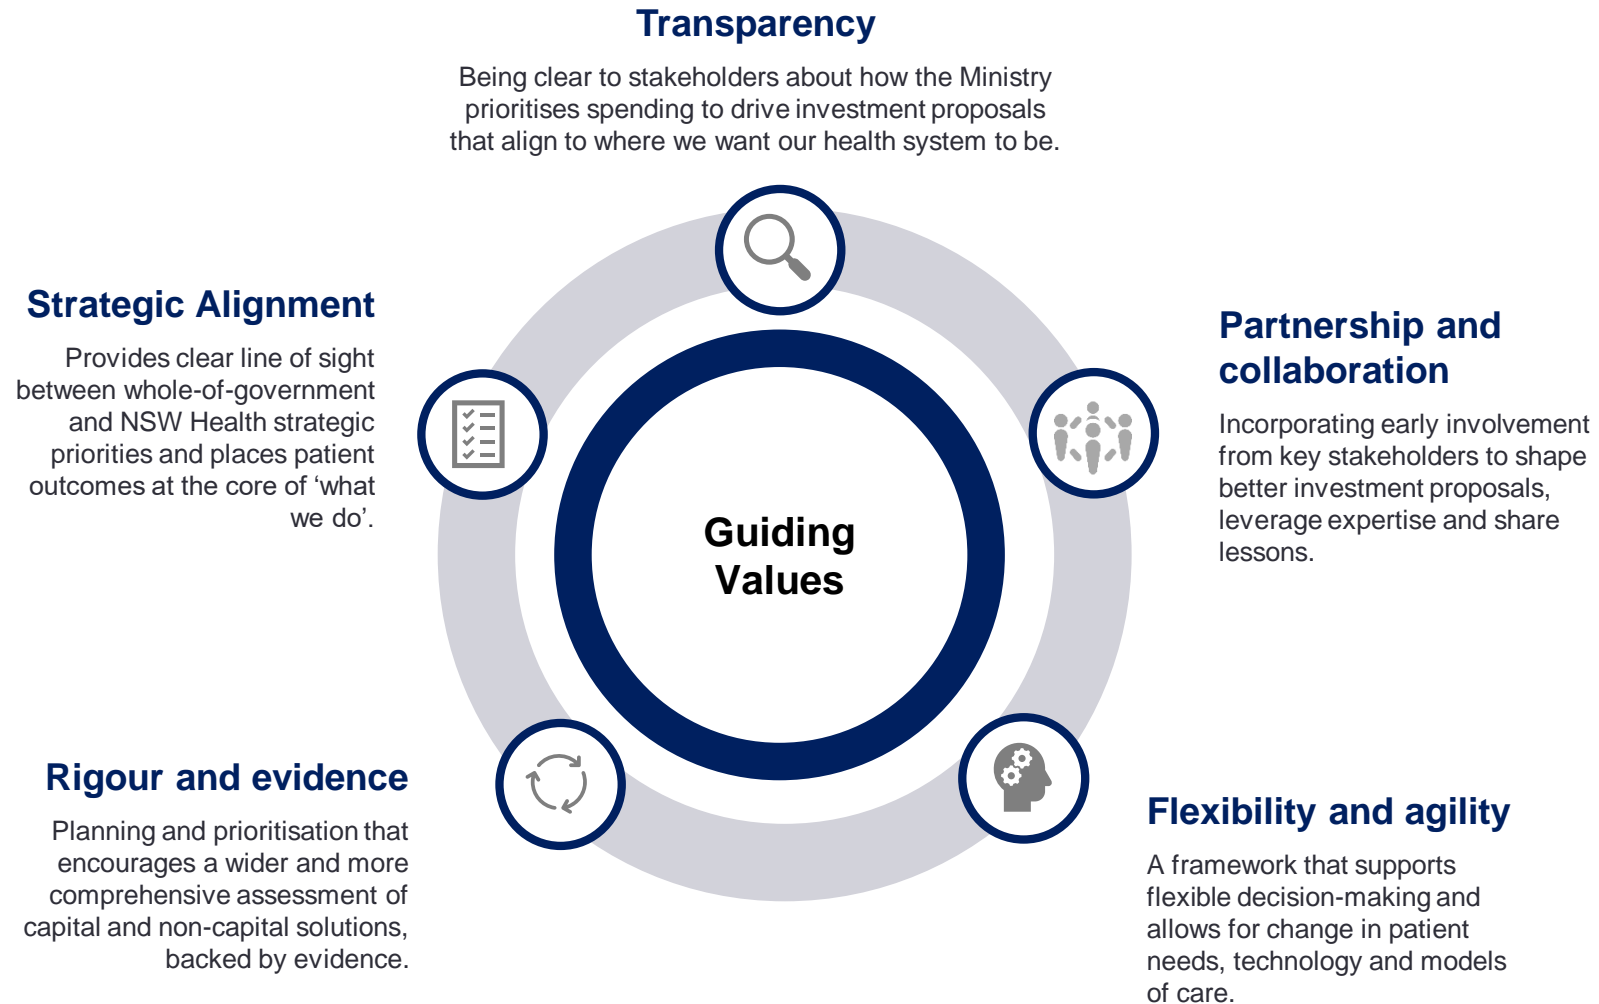 Transparency
Being clear to stakeholders about how the Ministry
prioritises spending to drive investment proposals
that align to where we want our health system to be.
Strategic Alignment
Provides clear line of sight
between whole-of-government
and NSW Health strategic
priorities and places patient
outcomes at the core of ‘what
we do’.
Partnership and
collaboration
Incorporating early involvement
from key stakeholders to shape
better investment proposals,
leverage expertise and share
lessons.
Guiding
Values
Rigour and evidence
Planning and prioritisation that
encourages a wider and more
comprehensive assessment of
capital and non-capital solutions,
backed by evidence.
Flexibility and agility
A framework that supports
flexible decision-making and
allows for change in patient
needs, technology and models
of care.